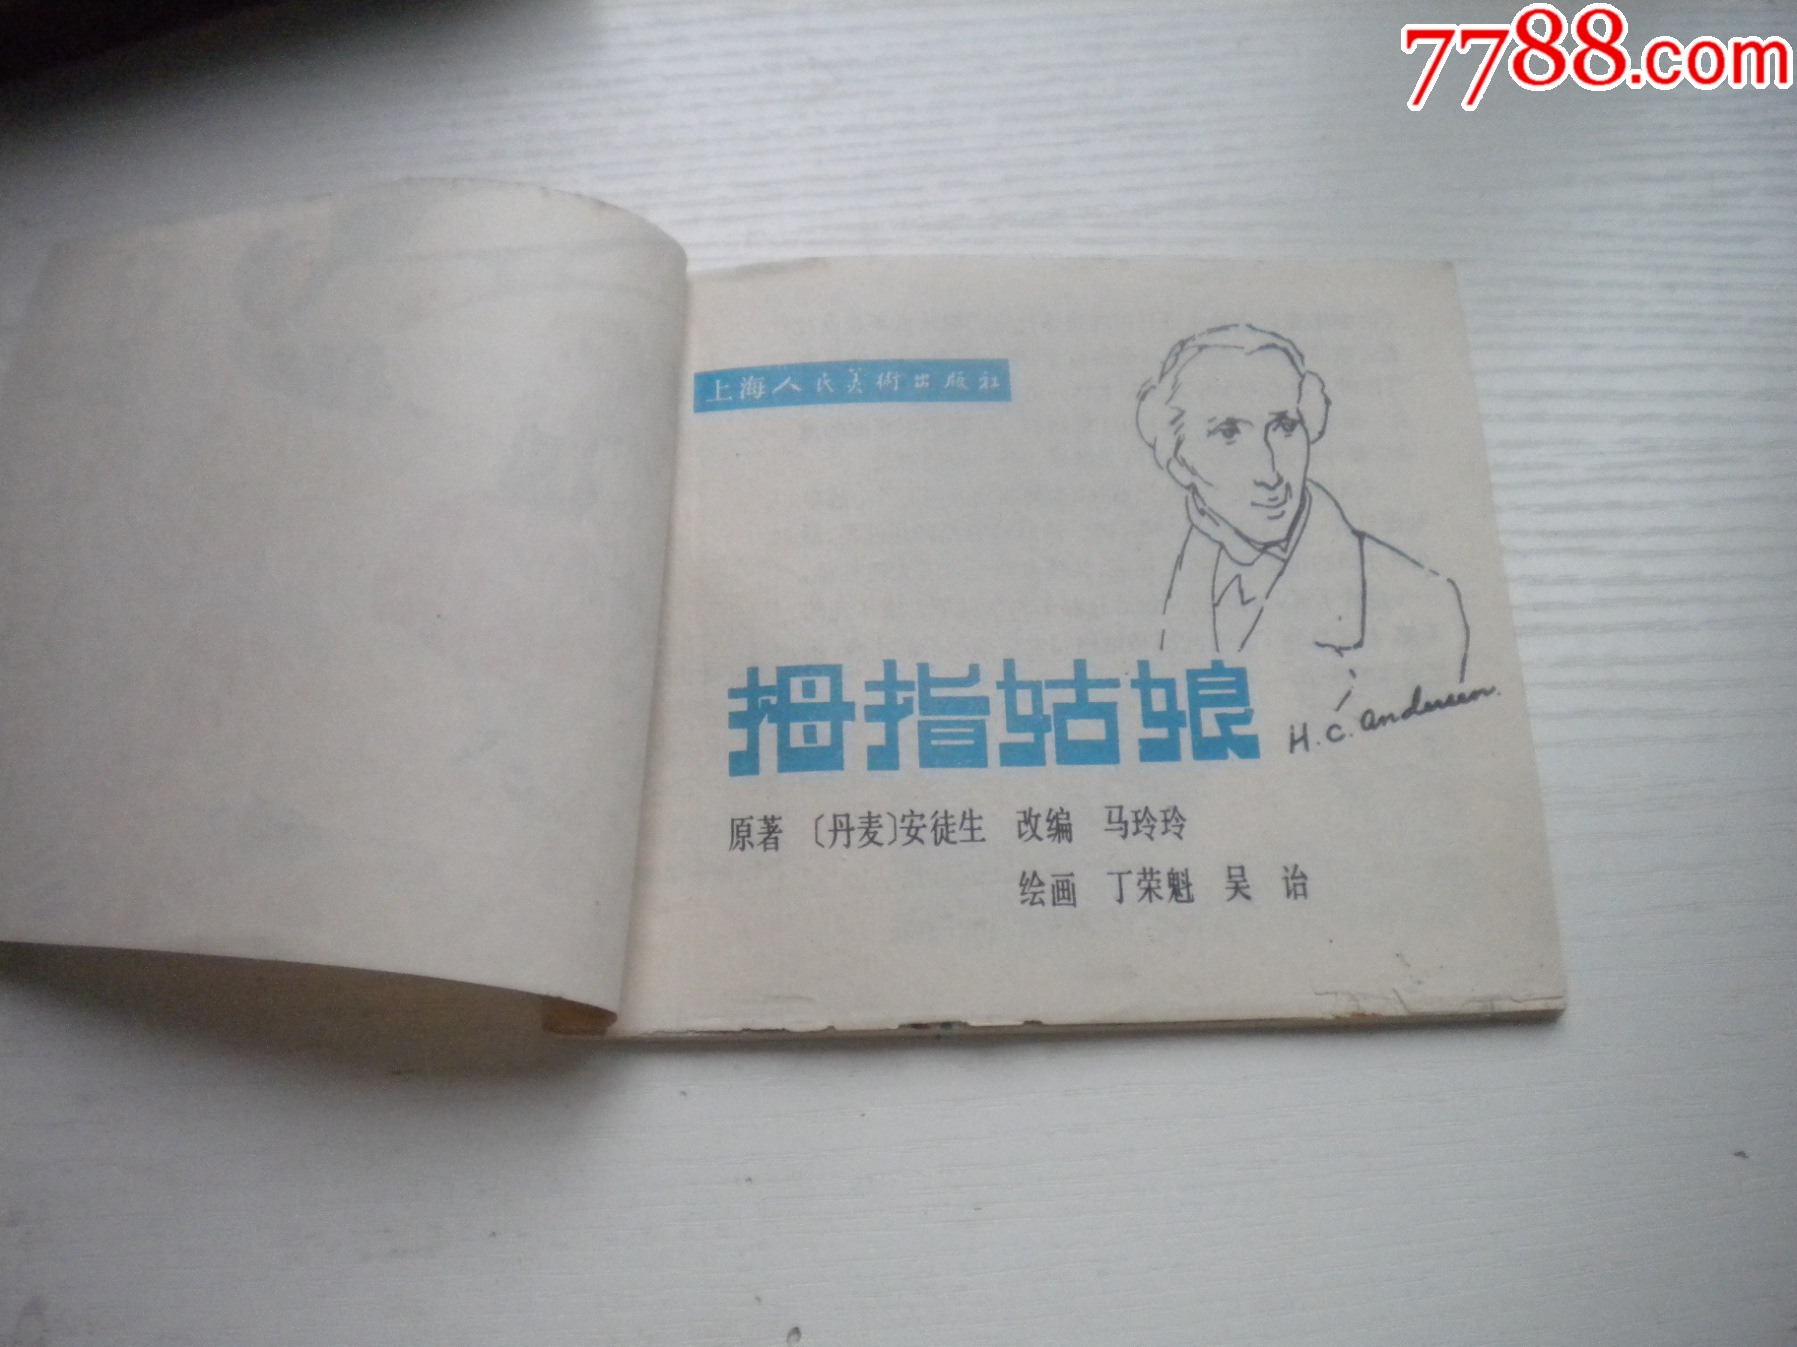 7788.com
上海人民美術出版社
拇指姑娘
H. C. Andersen.
原著 〔丹麦〕安徒生 改编 马玲玲
绘画 丁荣魁 吴 诒